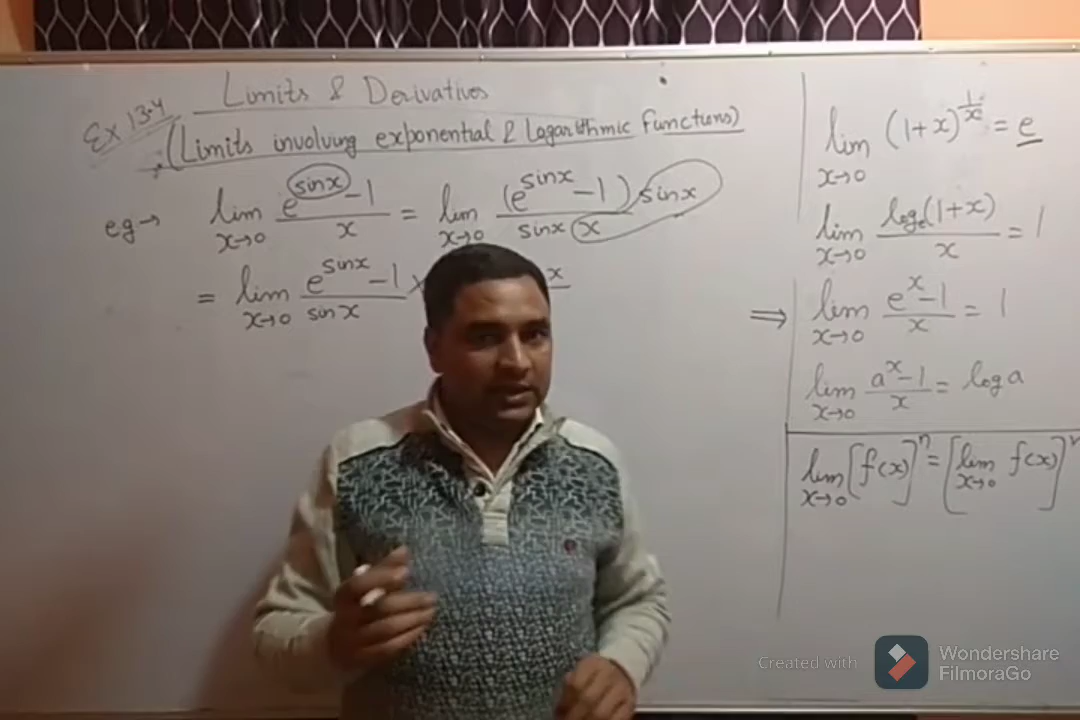 Ex 13.4
Limits & Derivatives
(Limits involving exponential & Logarithmic Functions)
eg→ lim x→0 (e^(sinx) - 1)/x = lim x→0 ((e^(sinx) - 1) sinx)/(sinx x)
= lim x→0 (e^(sinx) - 1)/(sinx) × x
lim x→0 (1+x)^(1/x) = e
lim x→0 (log_e(1+x))/x = 1
⇒ lim x→0 (e^x - 1)/x = 1
lim x→0 (a^x - 1)/x = log a
lim x→0 [f(x)]^n = [lim x→0 f(x)]^n
Created with Wondershare FilmoraGo